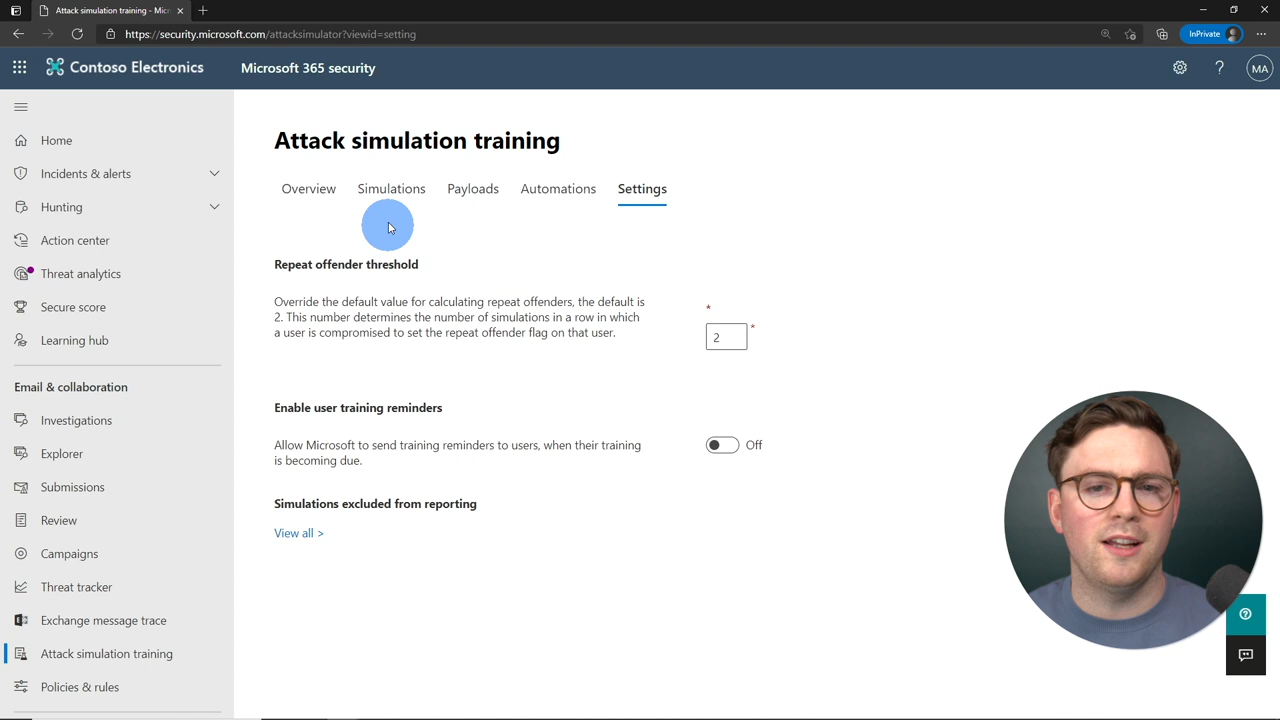 Attack simulation training - Micr
https://security.microsoft.com/attacksimulator?viewid=setting
InPrivate
Contoso Electronics
Microsoft 365 security
MA
Home
Incidents & alerts
Hunting
Action center
Threat analytics
Secure score
Learning hub
Email & collaboration
Investigations
Explorer
Submissions
Review
Campaigns
Threat tracker
Exchange message trace
Attack simulation training
Policies & rules
Attack simulation training
Overview
Simulations
Payloads
Automations
Settings
Repeat offender threshold
Override the default value for calculating repeat offenders, the default is
2. This number determines the number of simulations in a row in which
a user is compromised to set the repeat offender flag on that user.
*
2 *
Enable user training reminders
Allow Microsoft to send training reminders to users, when their training
is becoming due.
Off
Simulations excluded from reporting
View all >